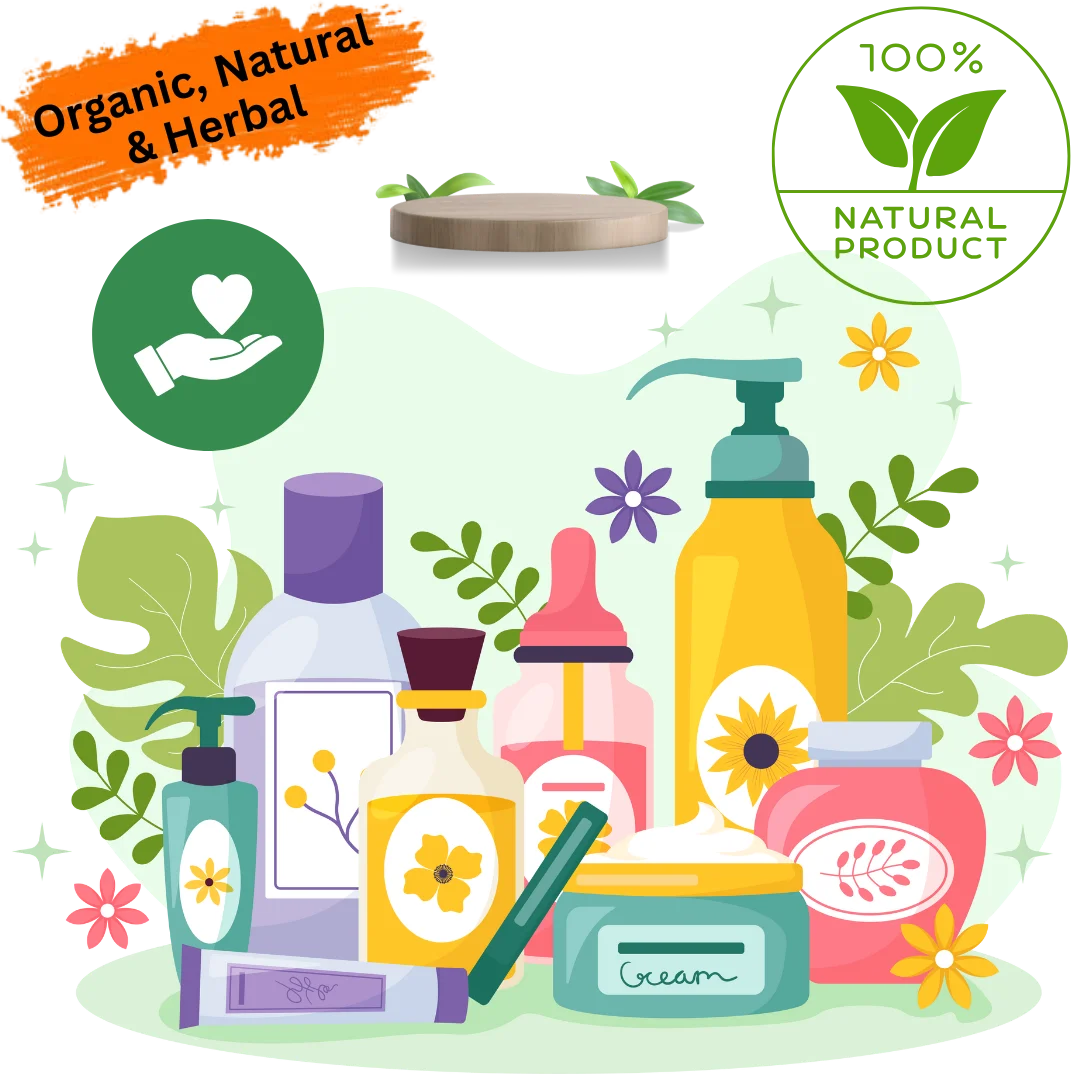 Organic, Natural
& Herbal
100%
NATURAL
PRODUCT
Cream